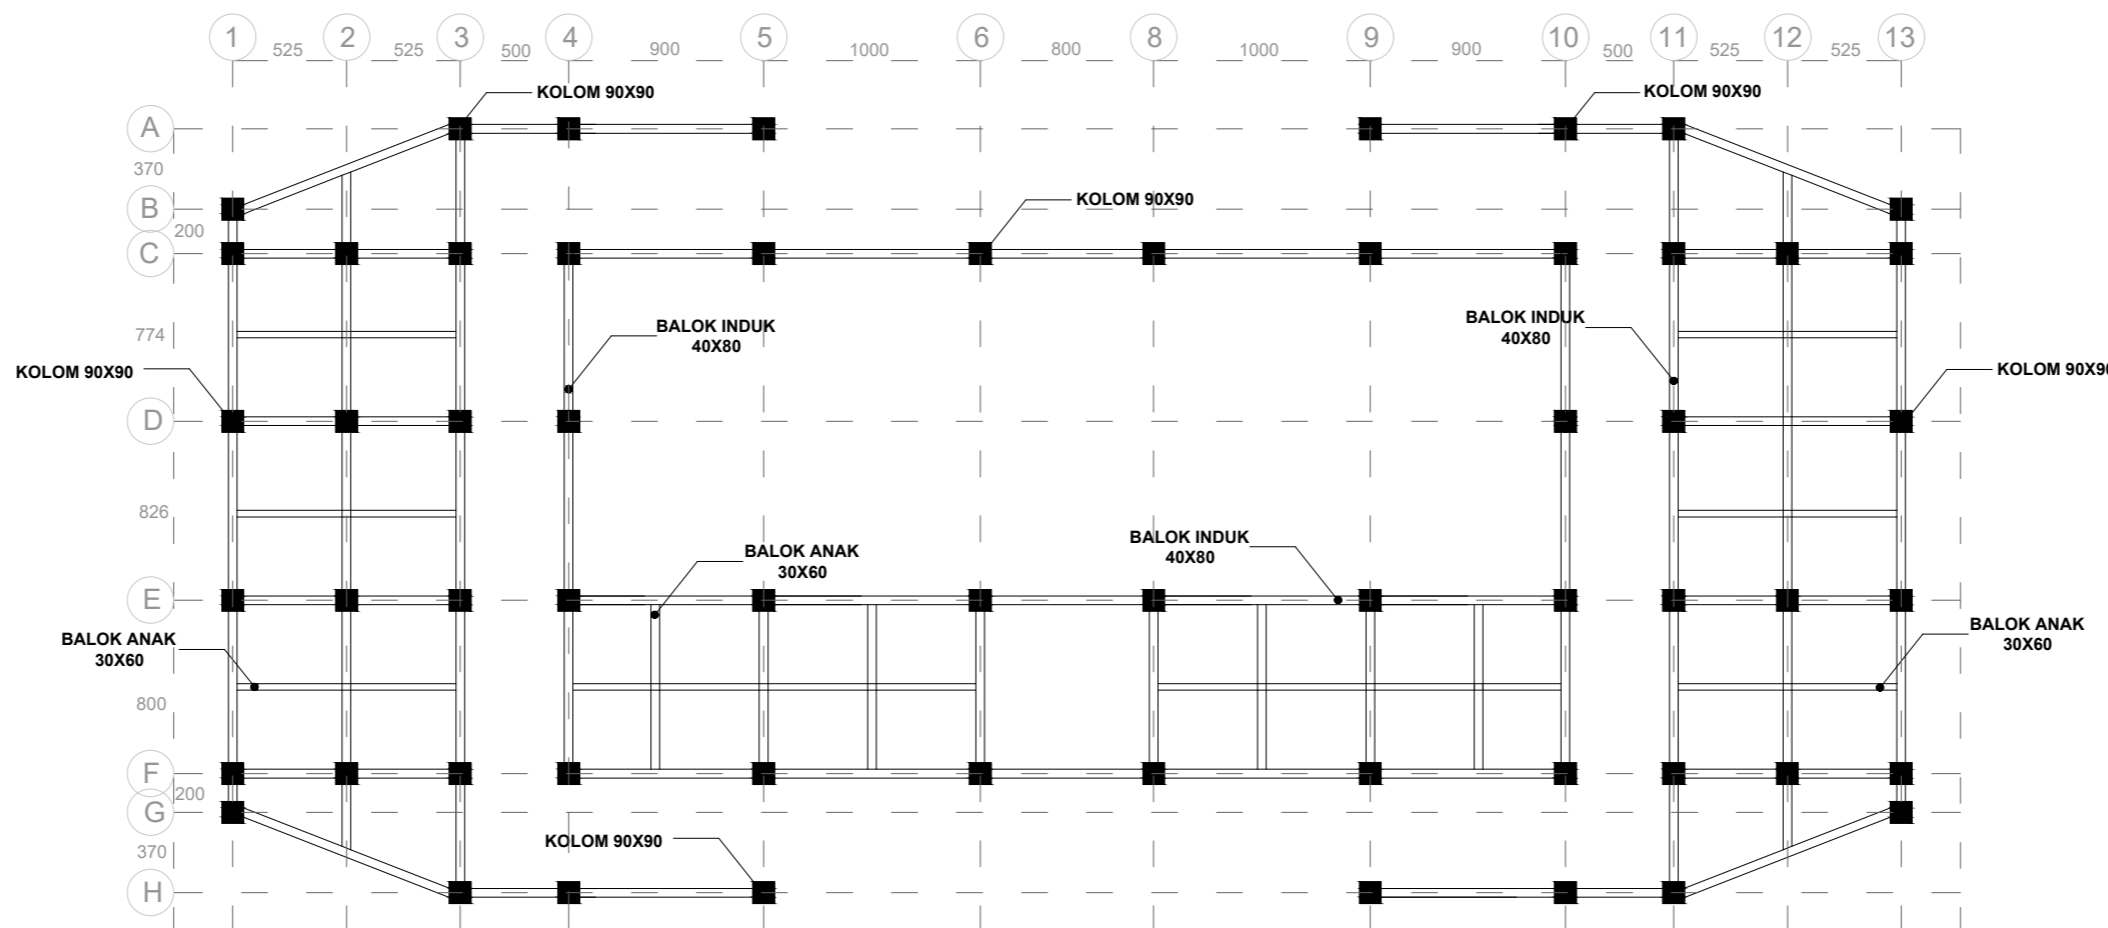 1 2 3 4 5 6 8 9 10 11 12 13
525 525 500 900 1000 800 1000 900 500 525 525
KOLOM 90X90
KOLOM 90X90
A
370
B
KOLOM 90X90
200
C
774
BALOK INDUK
40X80
BALOK INDUK
40X80
KOLOM 90X90
KOLOM 90X90
D
826
BALOK ANAK
30X60
BALOK INDUK
40X80
E
BALOK ANAK
30X60
BALOK ANAK
30X60
800
F
200
G
KOLOM 90X90
370
H